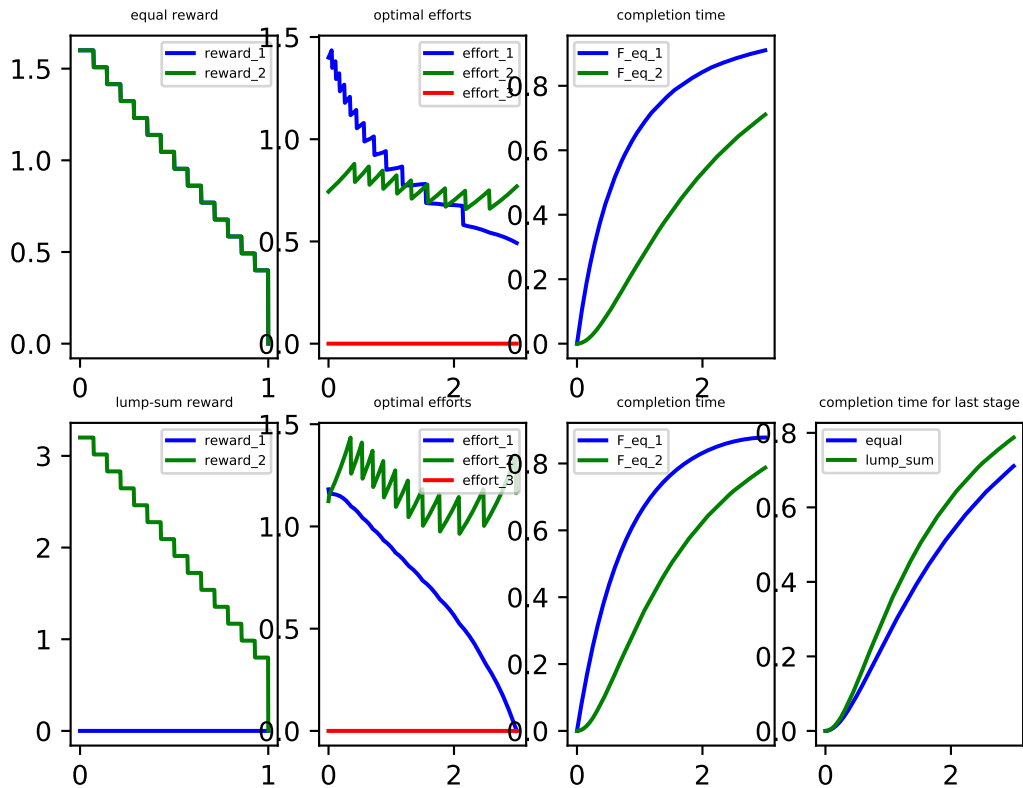 equal reward
optimal efforts
completion time
reward_1
reward_2
effort_1
effort_2
effort_3
F_eq_1
F_eq_2
1.5
1.0
0.5
0.0
0
1
1.5
1.0
0.5
0.0
0
2
0.8
0.6
0.4
0.2
0.0
0
2
lump-sum reward
optimal efforts
completion time
completion time for last stage
reward_1
reward_2
effort_1
effort_2
effort_3
F_eq_1
F_eq_2
equal
lump_sum
3
2
1
0
0
1
1.5
1.0
0.5
0.0
0
2
0.8
0.6
0.4
0.2
0.0
0
2
0.8
0.6
0.4
0.2
0.0
0
2